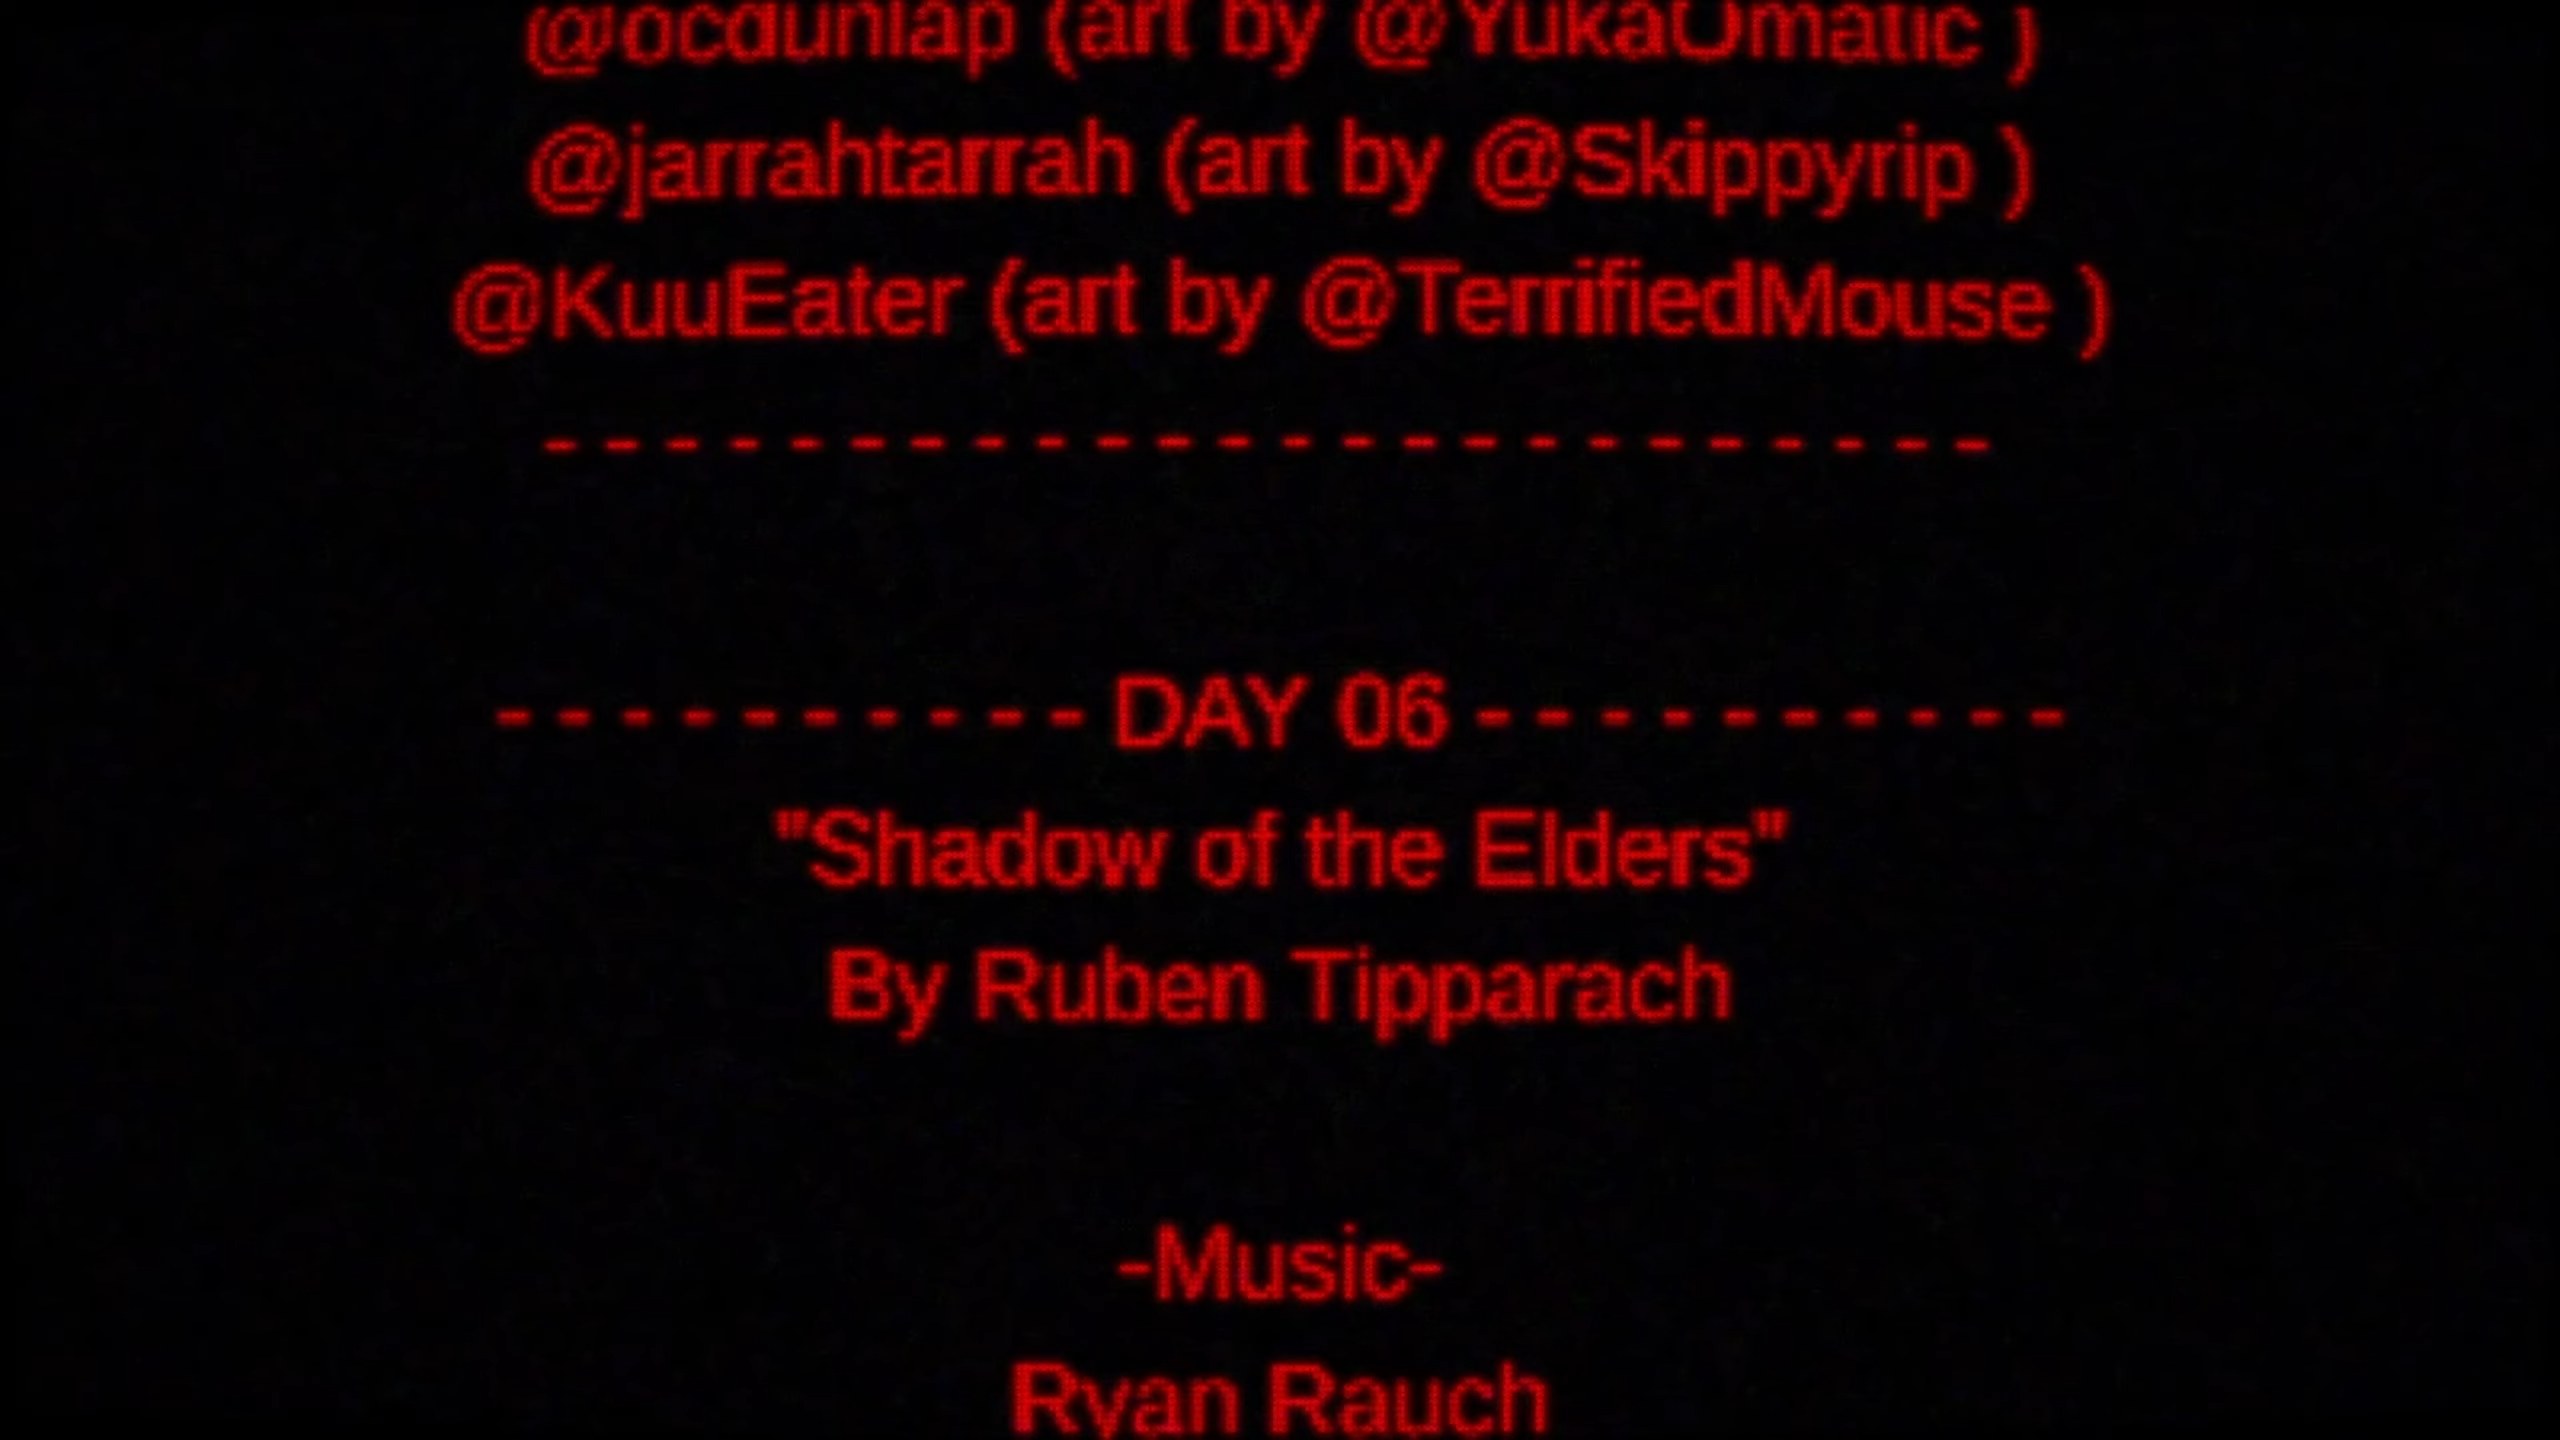 @ocdunlap (art by @YukaOmatic )
@jarrahtarrah (art by @Skippyrip )
@KuuEater (art by @TerrifiedMouse )
- - - - - - - - - - - - - - - - - - - - - - - -
- - - - - - - - - - DAY 06 - - - - - - - - - -
"Shadow of the Elders"
By Ruben Tipparach
-Music-
Ryan Rauch